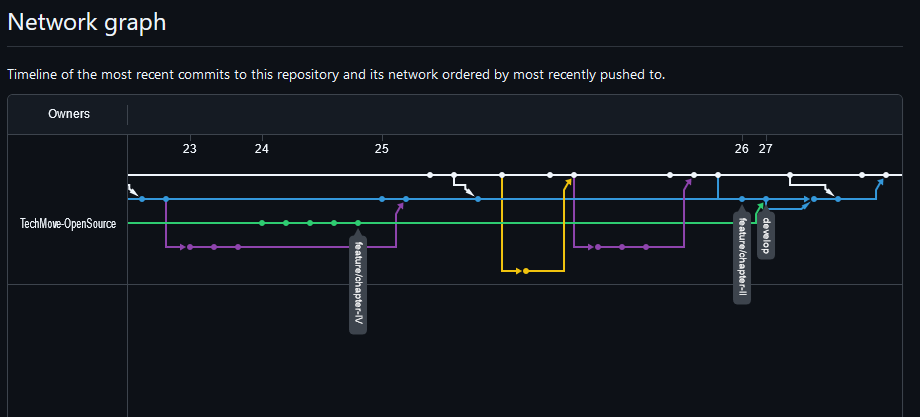 Network graph
Timeline of the most recent commits to this repository and its network ordered by most recently pushed to.
Owners
23 24 25 26 27
TechMove-OpenSource
feature/chapter-IV
feature/chapter-II
develop